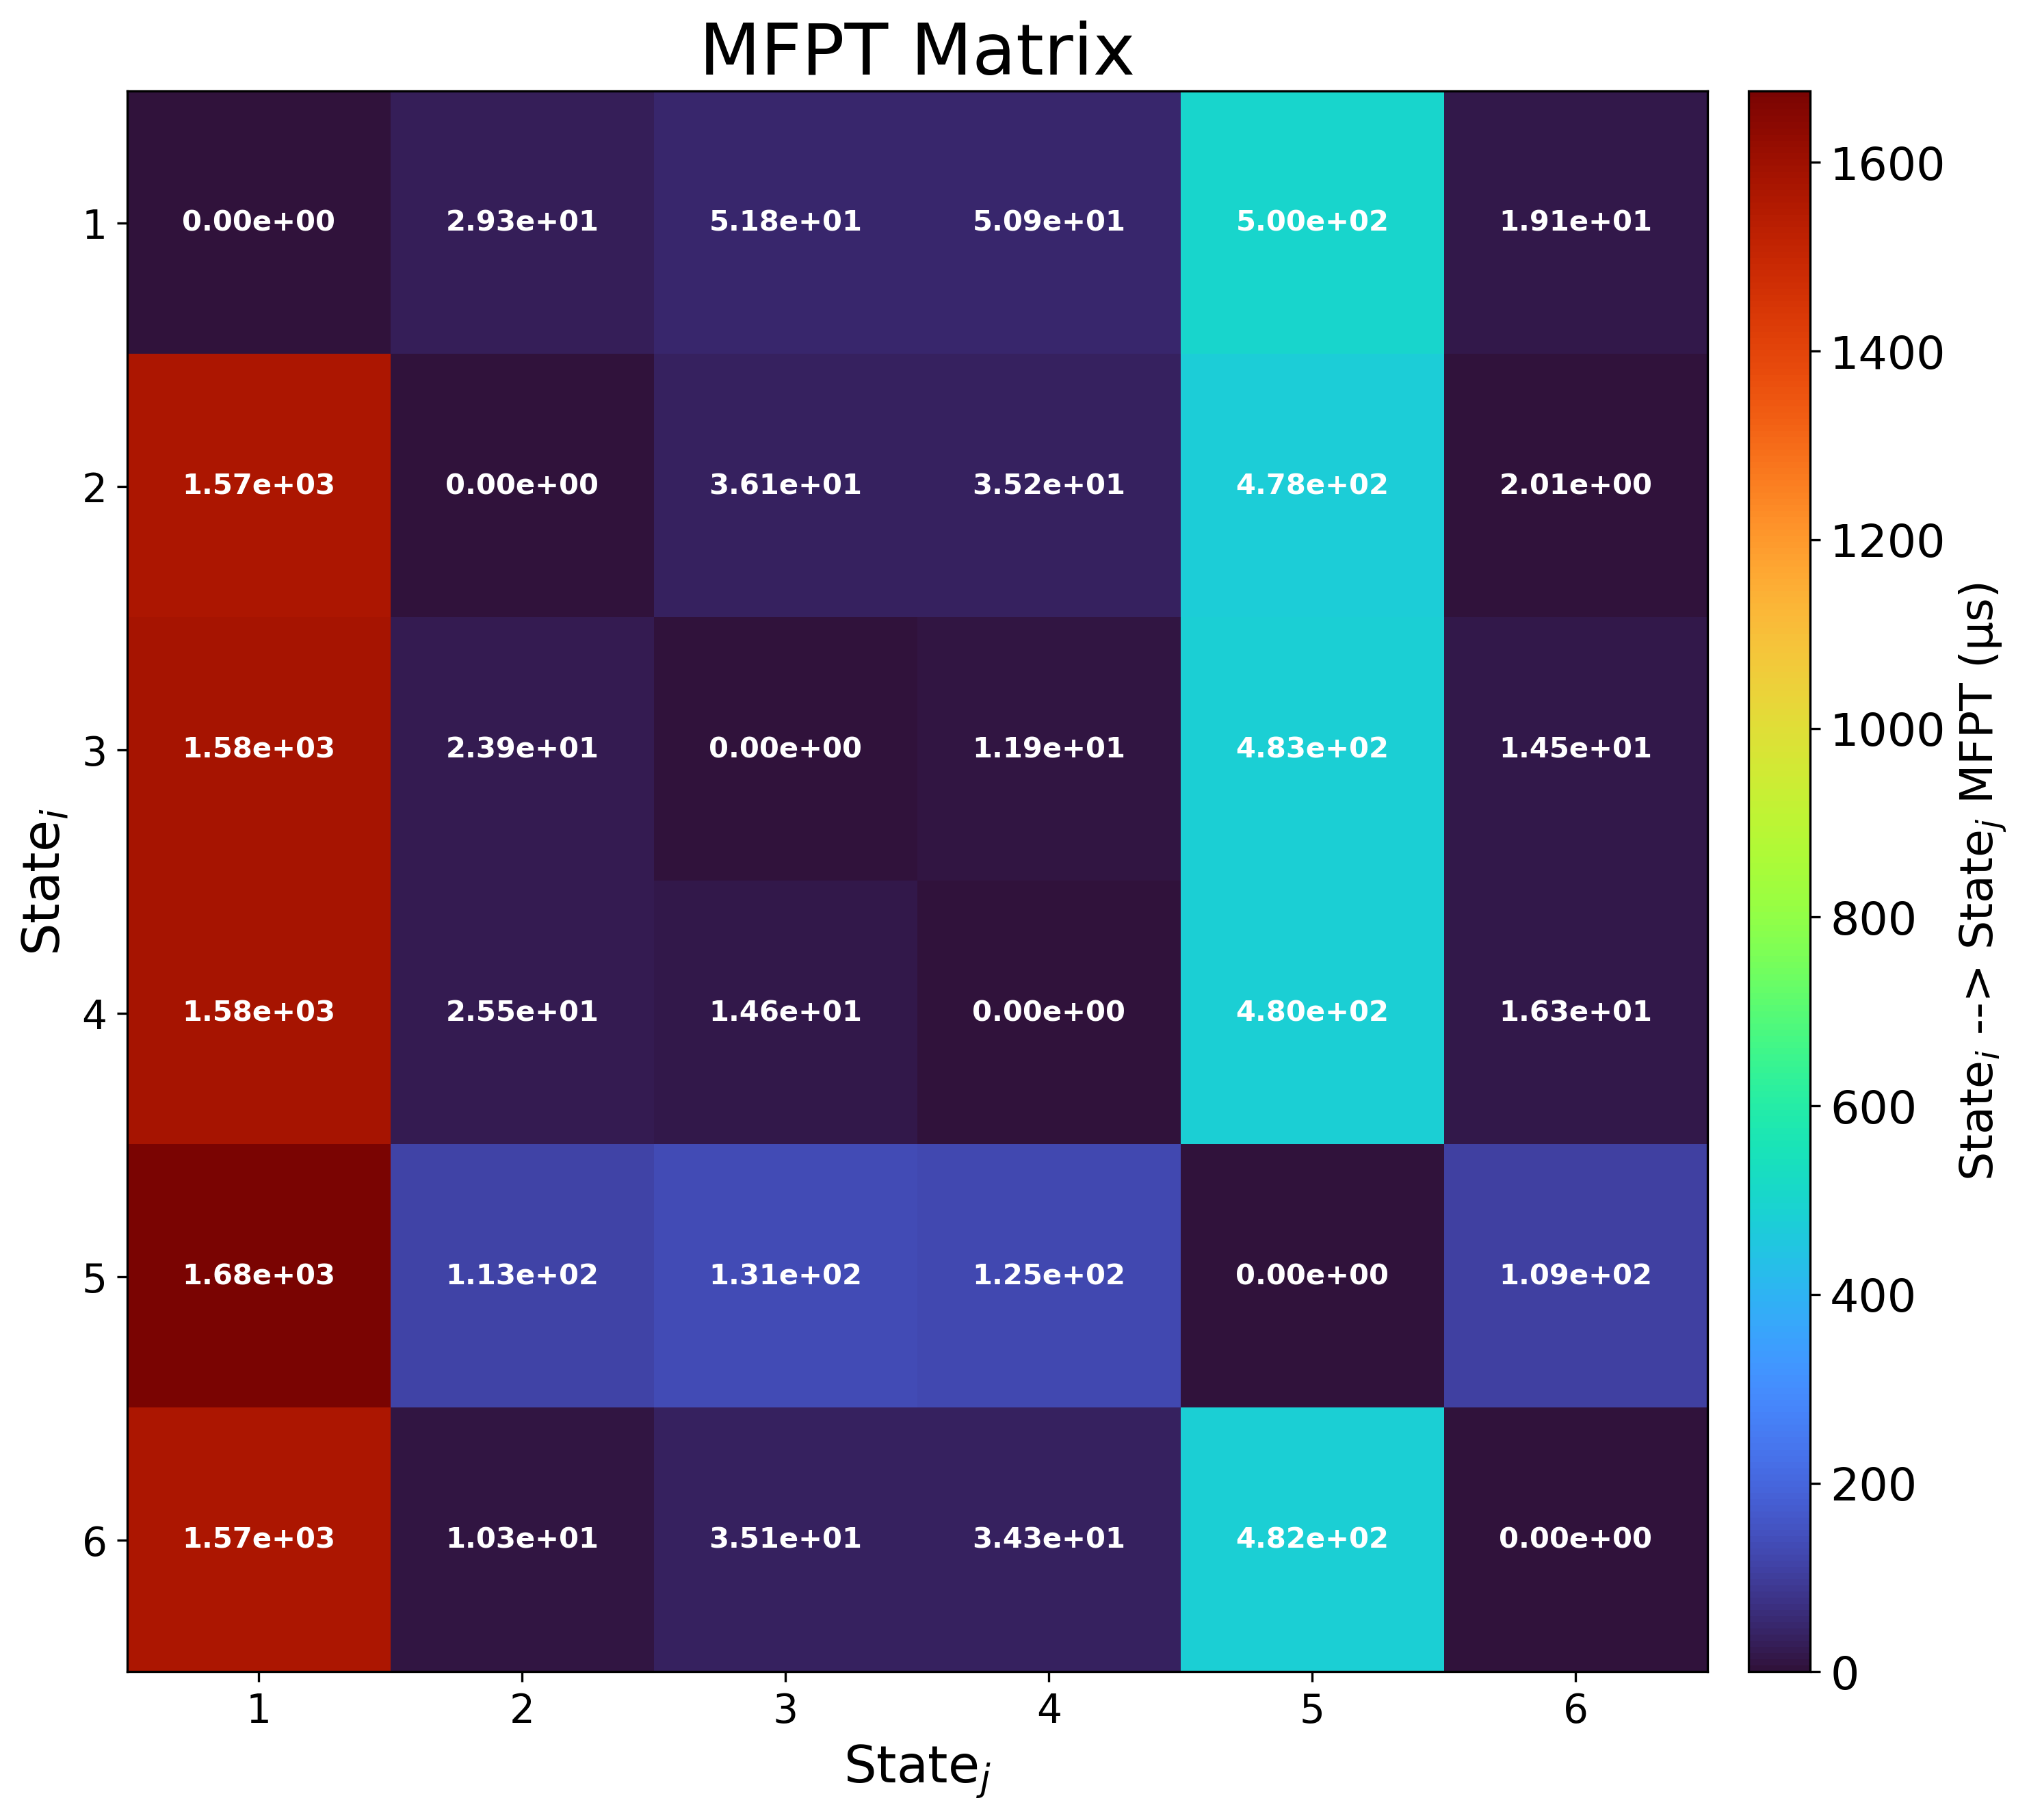 MFPT Matrix
1 0.00e+00 2.93e+01 5.18e+01 5.09e+01 5.00e+02 1.91e+01
2 1.57e+03 0.00e+00 3.61e+01 3.52e+01 4.78e+02 2.01e+00
3 1.58e+03 2.39e+01 0.00e+00 1.19e+01 4.83e+02 1.45e+01
4 1.58e+03 2.55e+01 1.46e+01 0.00e+00 4.80e+02 1.63e+01
5 1.68e+03 1.13e+02 1.31e+02 1.25e+02 0.00e+00 1.09e+02
6 1.57e+03 1.03e+01 3.51e+01 3.43e+01 4.82e+02 0.00e+00
1 2 3 4 5 6
State_j
State_i
1600
1400
1200
1000
800
600
400
200
0
State_i --> State_j MFPT (µs)